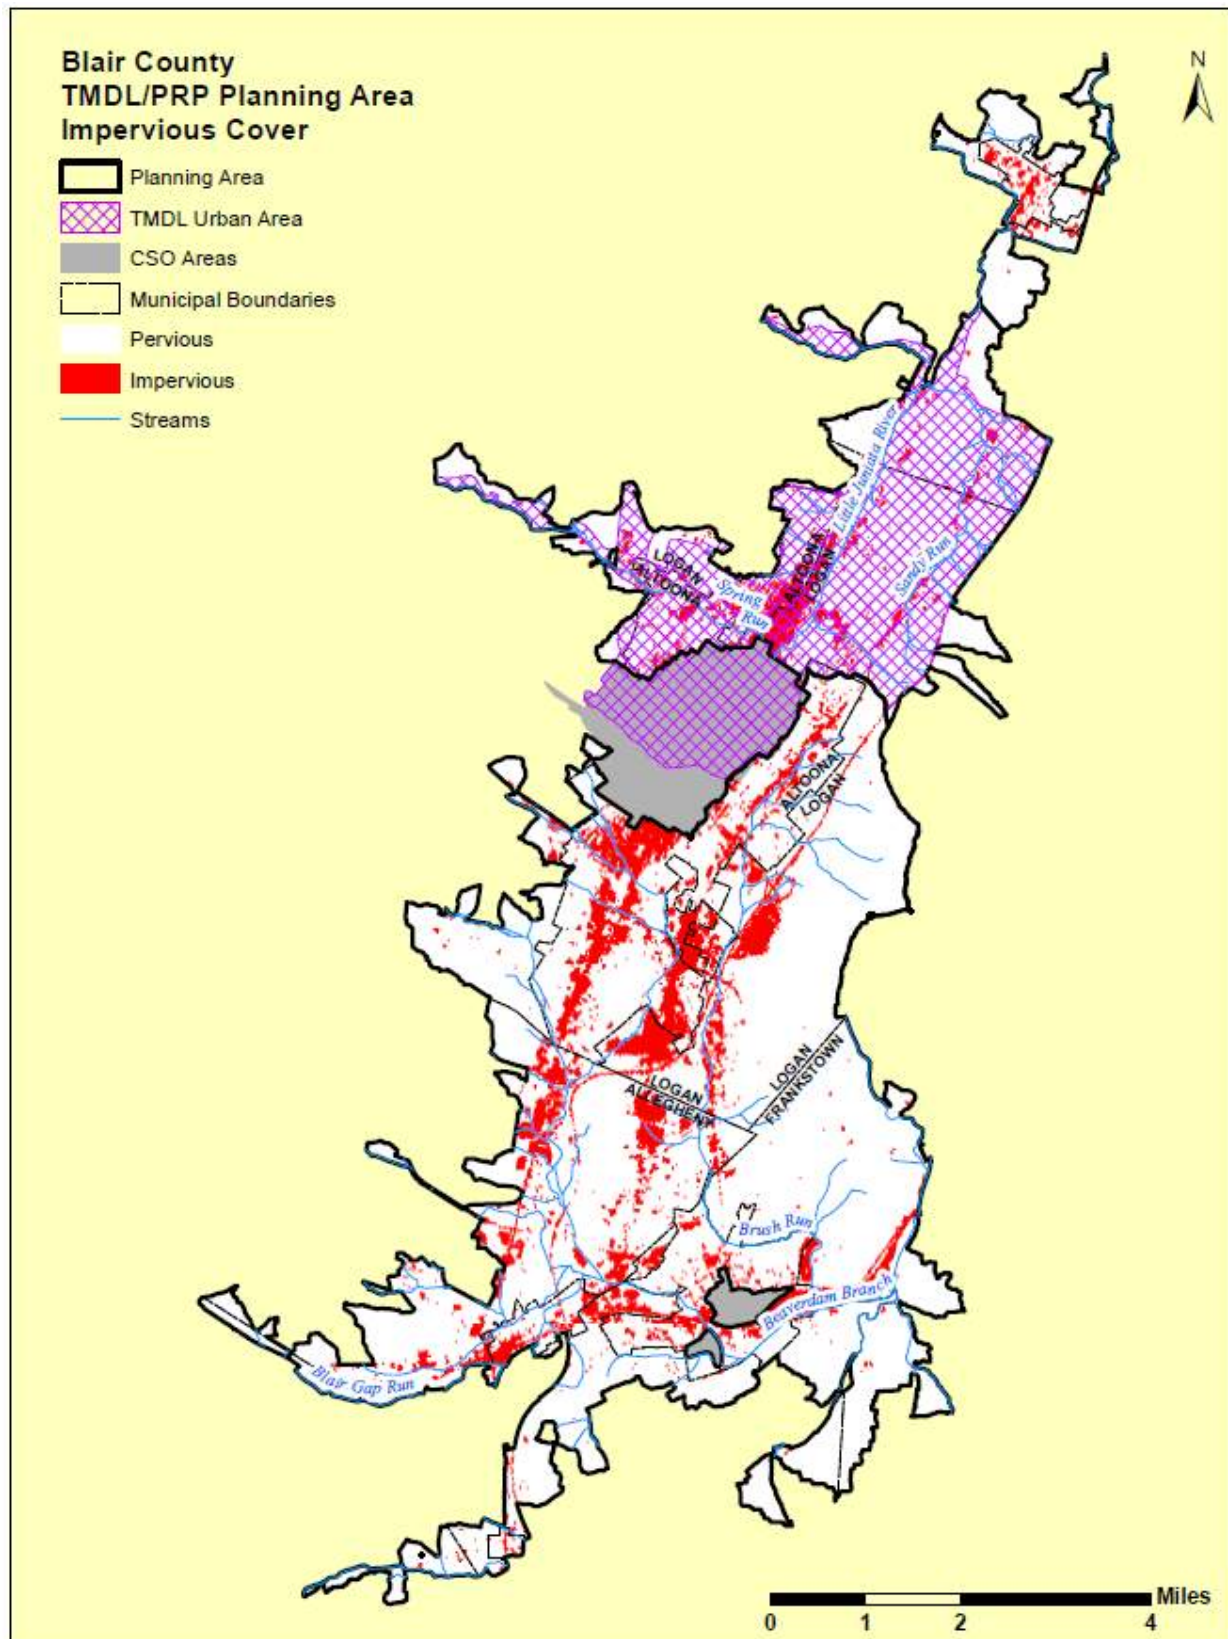 Blair County
TMDL/PRP Planning Area
Impervious Cover
N
Planning Area
TMDL Urban Area
CSO Areas
Municipal Boundaries
Pervious
Impervious
Streams
Little Juniata River
ALTOONA
LOGAN
Sandy Run
LOGAN
ALTOONA
Spring
Run
ALTOONA
LOGAN
LOGAN
FRANKSTOWN
LOGAN
ALLEGHENY
Brush Run
Beaverdam Branch
Blair Gap Run
Miles
0 1 2 4